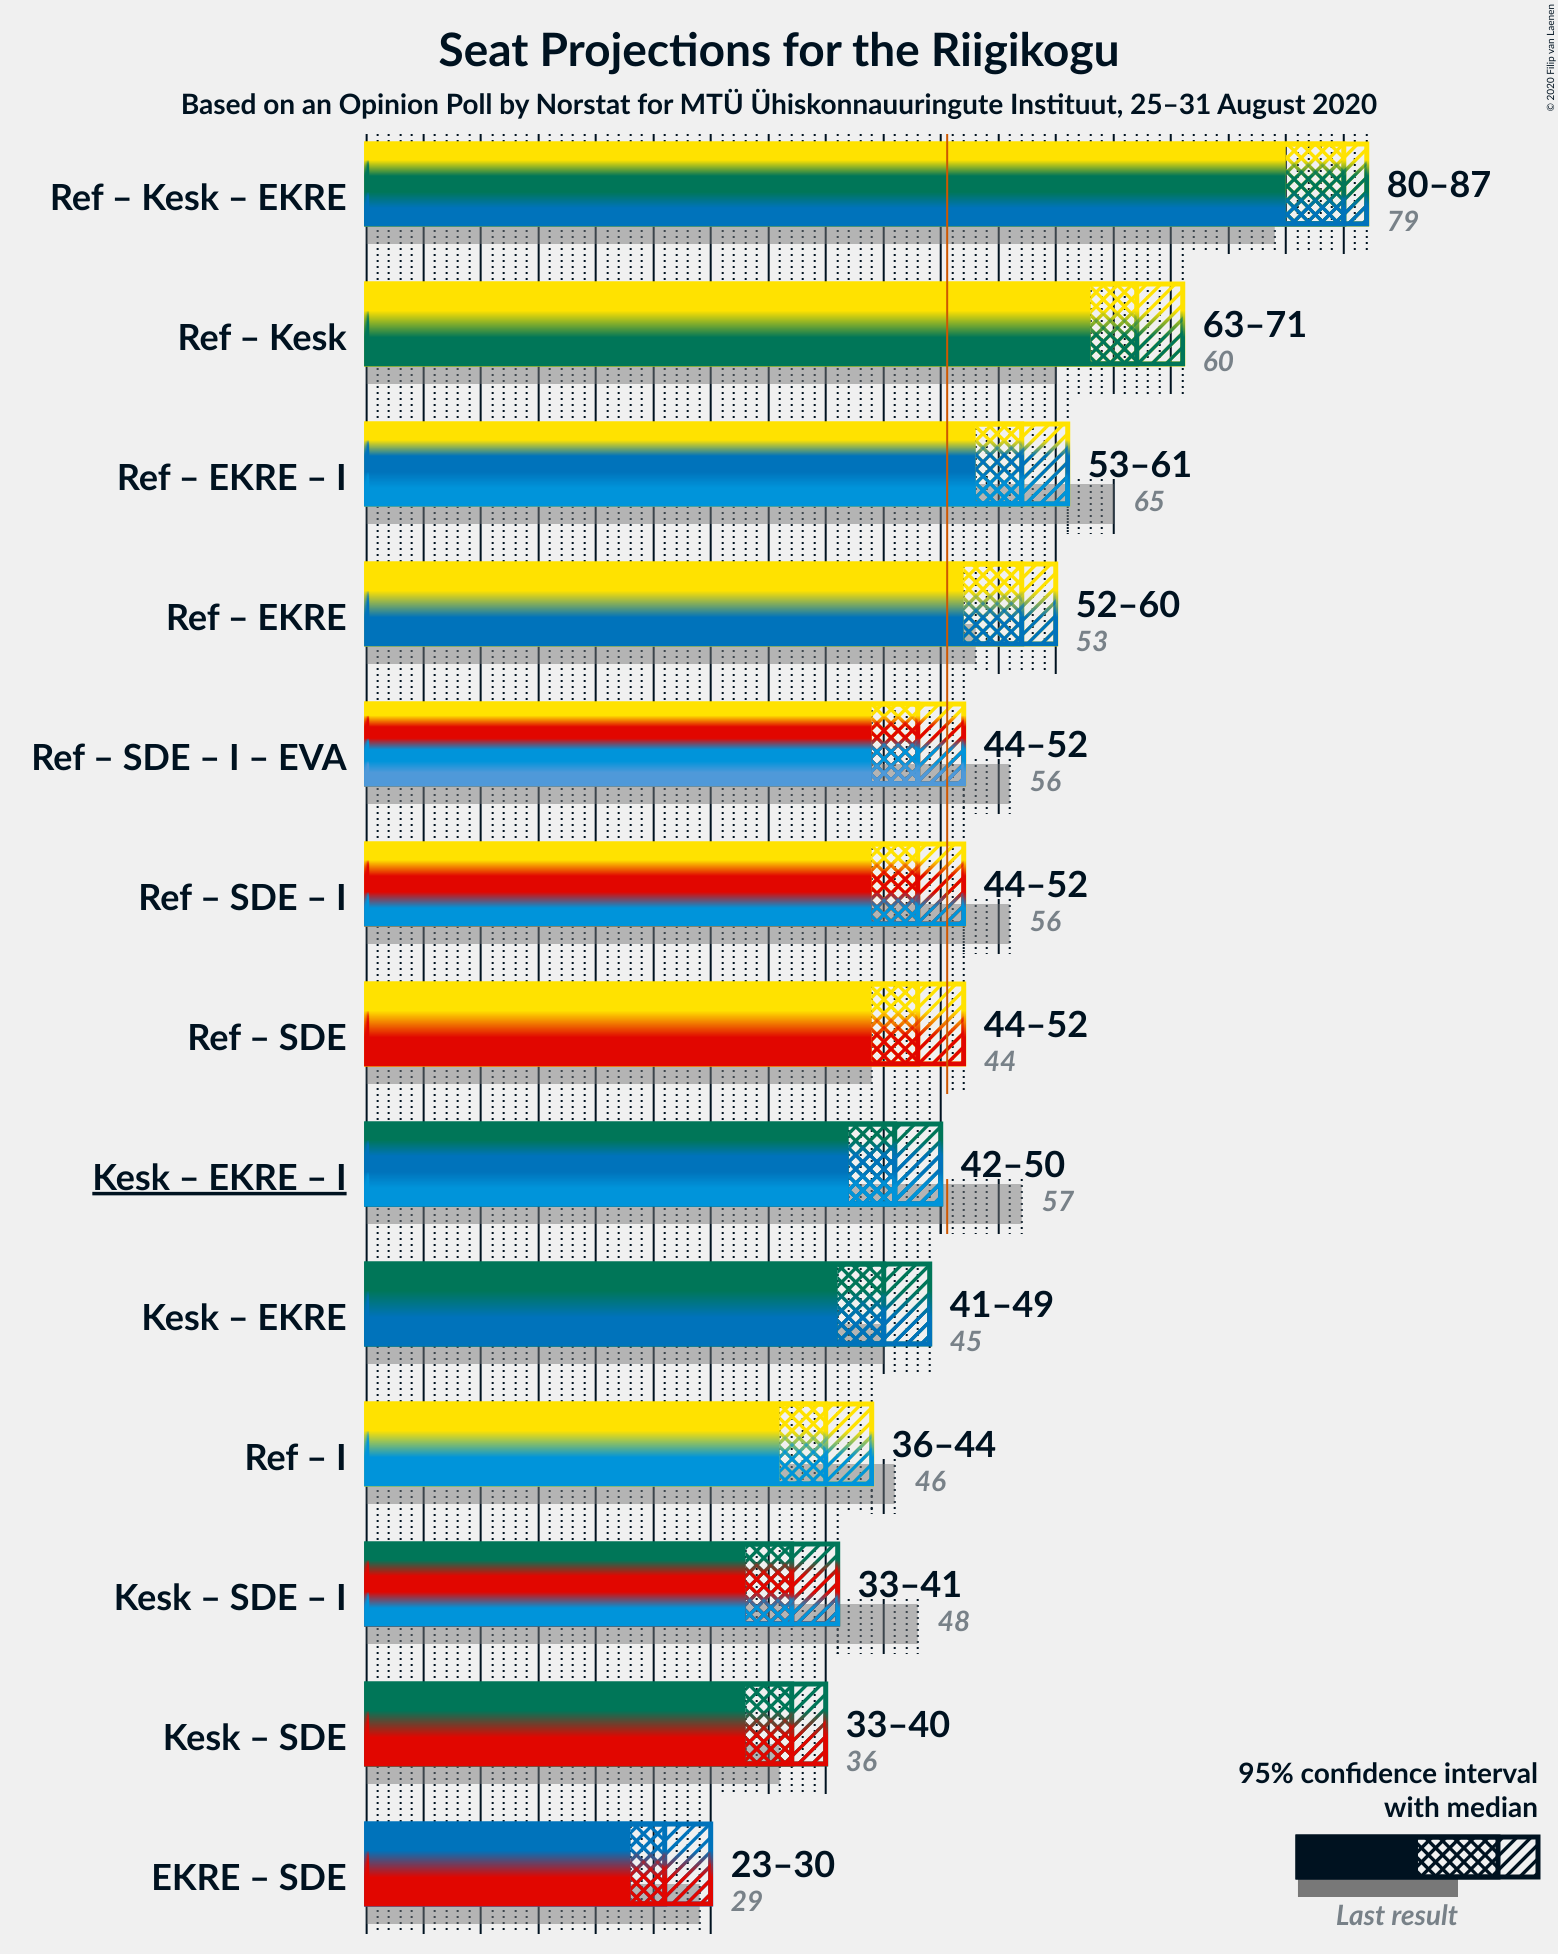 © 2020 Filip van Laenen
Seat Projections for the Riigikogu
Based on an Opinion Poll by Norstat for MTÜ Ühiskonnauuringute Instituut, 25–31 August 2020
Ref – Kesk – EKRE
80–87
79
Ref – Kesk
63–71
60
Ref – EKRE – I
53–61
65
Ref – EKRE
52–60
53
Ref – SDE – I – EVA
44–52
56
Ref – SDE – I
44–52
56
Ref – SDE
44–52
44
Kesk – EKRE – I
42–50
57
Kesk – EKRE
41–49
45
Ref – I
36–44
46
Kesk – SDE – I
33–41
48
Kesk – SDE
33–40
36
EKRE – SDE
23–30
29
95% confidence interval
with median
Last result